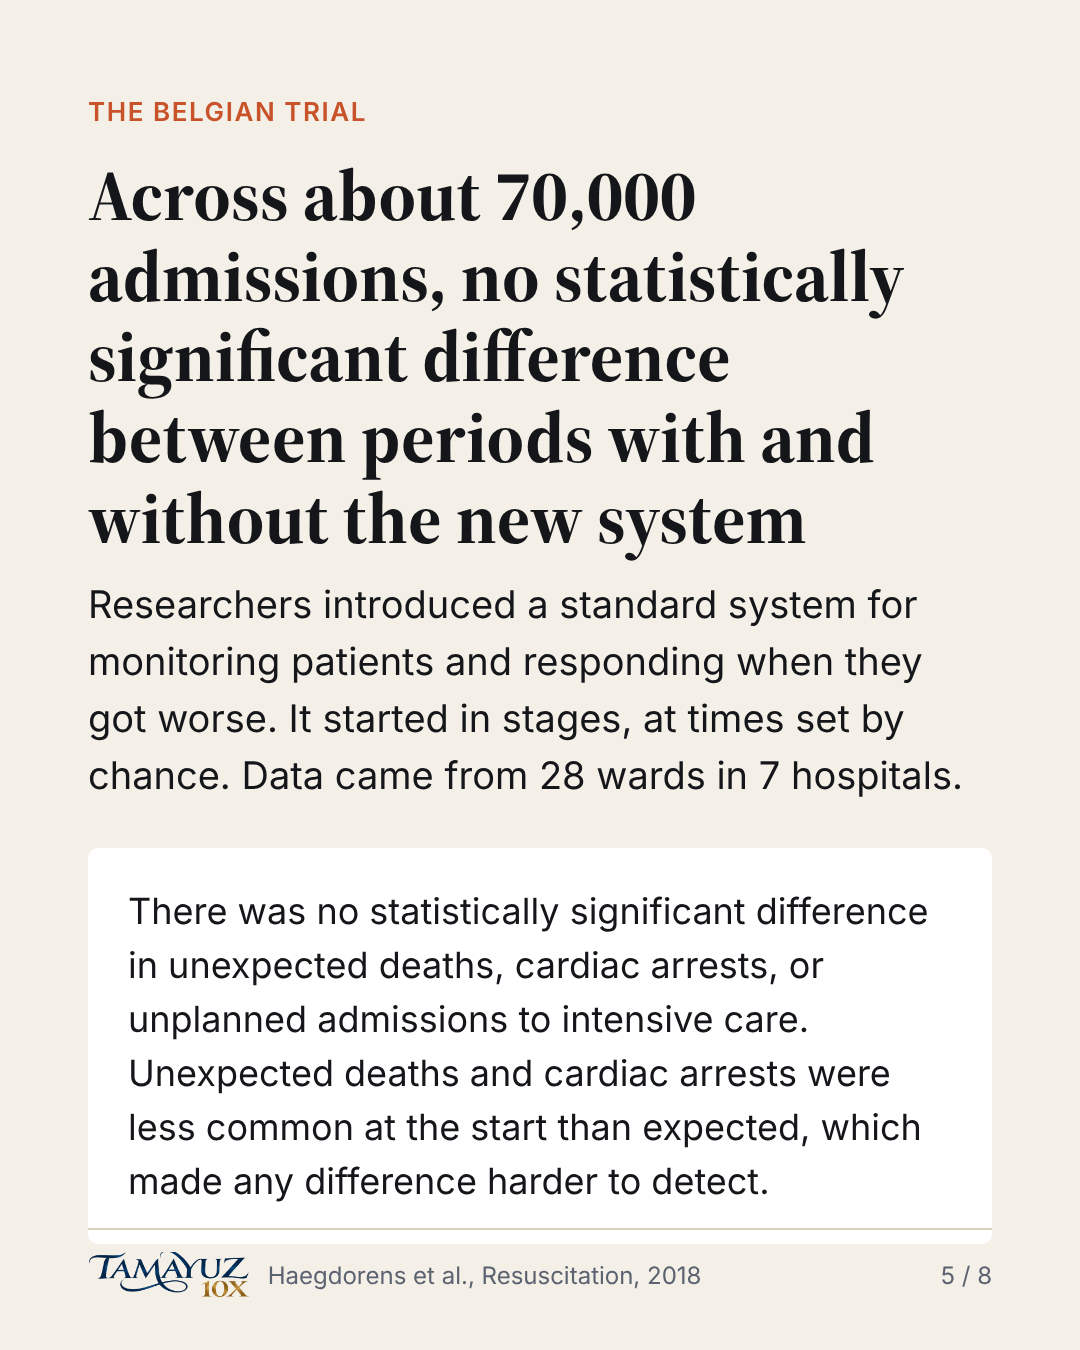 THE BELGIAN TRIAL
Across about 70,000
admissions, no statistically
significant difference
between periods with and
without the new system
Researchers introduced a standard system for
monitoring patients and responding when they
got worse. It started in stages, at times set by
chance. Data came from 28 wards in 7 hospitals.
There was no statistically significant difference
in unexpected deaths, cardiac arrests, or
unplanned admissions to intensive care.
Unexpected deaths and cardiac arrests were
less common at the start than expected, which
made any difference harder to detect.
TAMAYUZ
10X
Haegdorens et al., Resuscitation, 2018
5 / 8